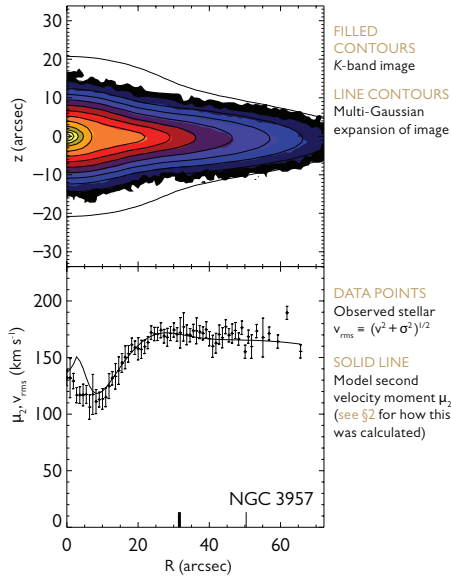 30
20
10
0
−10
−20
−30
z (arcsec)
FILLED
CONTOURS
K-band image
LINE CONTOURS
Multi-Gaussian
expansion of image
200
150
100
50
0
μ2, vrms (km s-1)
NGC 3957
0 20 40 60
R (arcsec)
DATA POINTS
Observed stellar
vrms ≡ (v2 + σ2)1/2
SOLID LINE
Model second
velocity moment μ2
(see §2 for how this
was calculated)